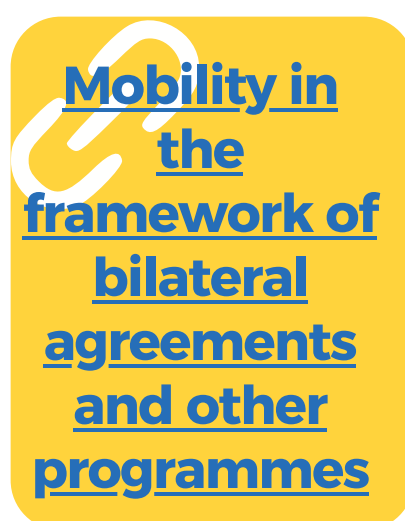 Mobility in
the
framework of
bilateral
agreements
and other
programmes